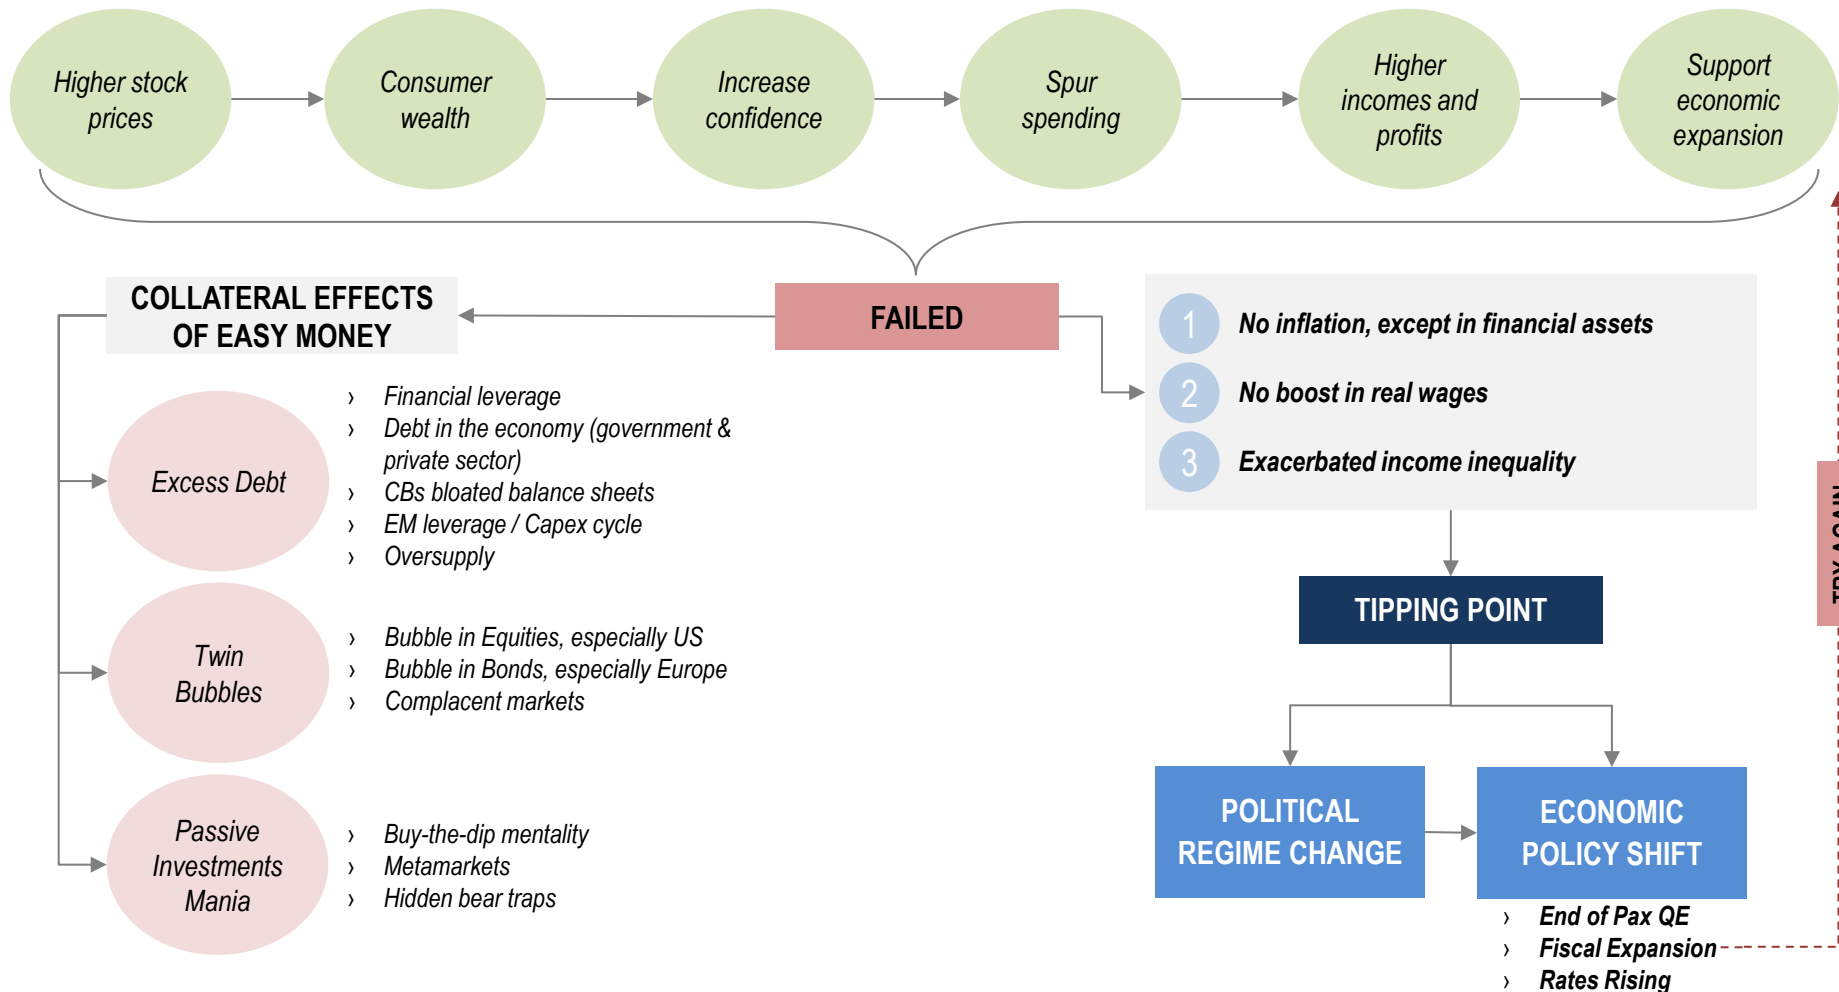 Higher stock
prices
Consumer
wealth
Increase
confidence
Spur
spending
Higher
incomes and
profits
Support
economic
expansion
COLLATERAL EFFECTS
OF EASY MONEY
FAILED
1 No inflation, except in financial assets
2 No boost in real wages
3 Exacerbated income inequality
Excess Debt
› Financial leverage
› Debt in the economy (government &
private sector)
› CBs bloated balance sheets
› EM leverage / Capex cycle
› Oversupply
Twin
Bubbles
› Bubble in Equities, especially US
› Bubble in Bonds, especially Europe
› Complacent markets
Passive
Investments
Mania
› Buy-the-dip mentality
› Metamarkets
› Hidden bear traps
TIPPING POINT
POLITICAL
REGIME CHANGE
ECONOMIC
POLICY SHIFT
› End of Pax QE
› Fiscal Expansion
› Rates Rising